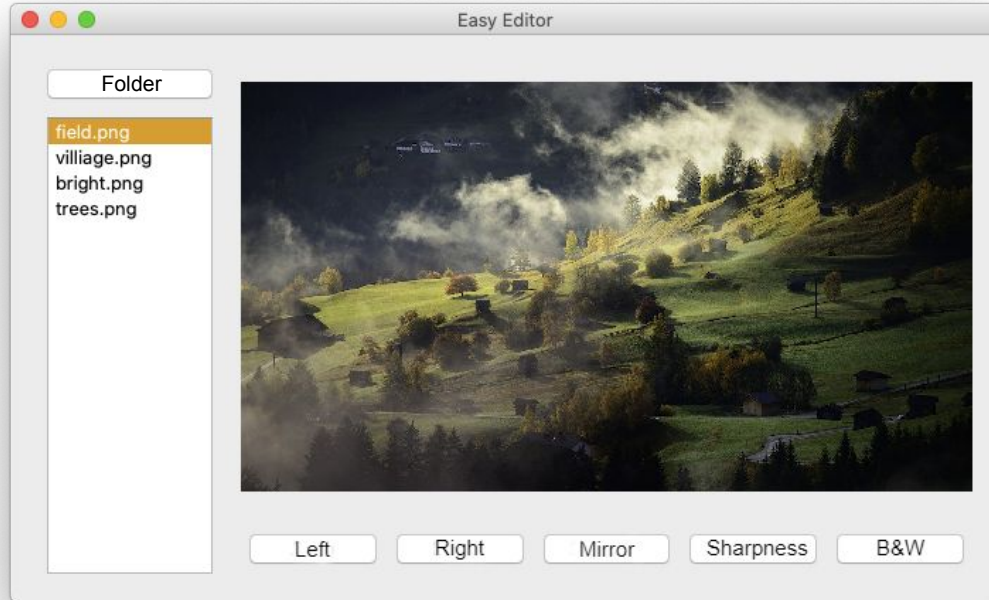 Easy Editor
Folder
field.png
villiage.png
bright.png
trees.png
Left
Right
Mirror
Sharpness
B&W